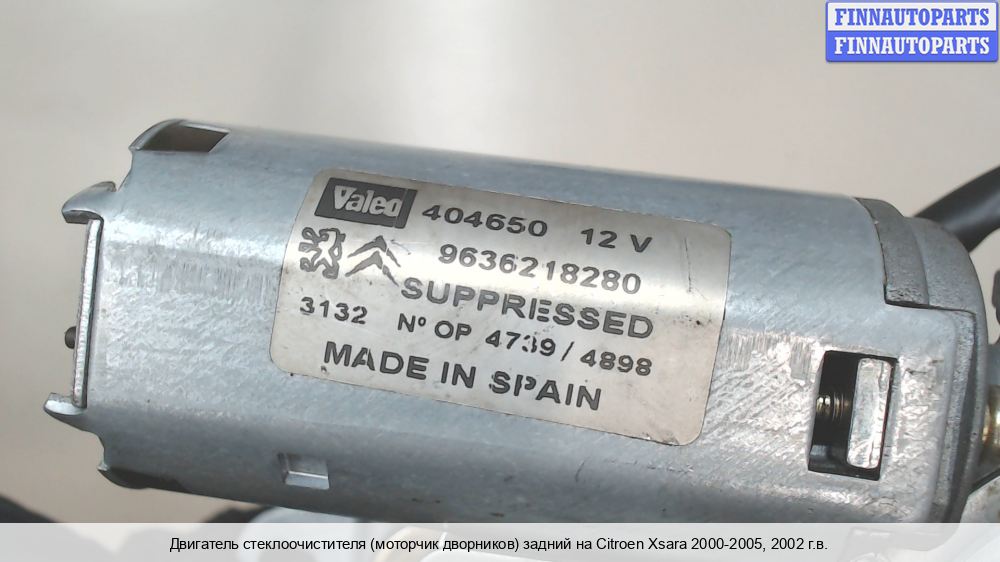 FINNAUTOPARTS
FINNAUTOPARTS
Valeo 404650 12 V
9636218280
SUPPRESSED
3132 Nº OP 4739 / 4898
MADE IN SPAIN
Двигатель стеклоочистителя (моторчик дворников) задний на Citroen Xsara 2000-2005, 2002 г.в.